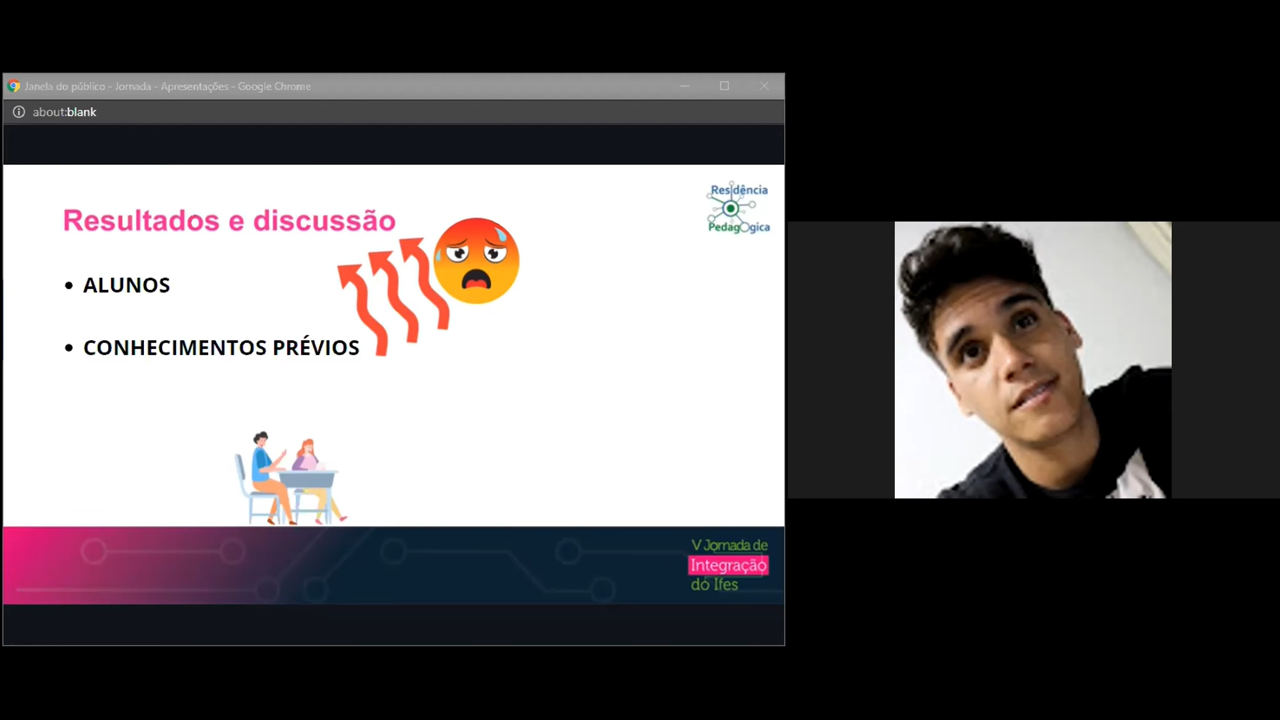 Janela do público - Jornada - Apresentações - Google Chrome
about:blank
Residência
Pedagógica
Resultados e discussão
• ALUNOS
• CONHECIMENTOS PRÉVIOS
V Jornada de
Integração
do Ifes